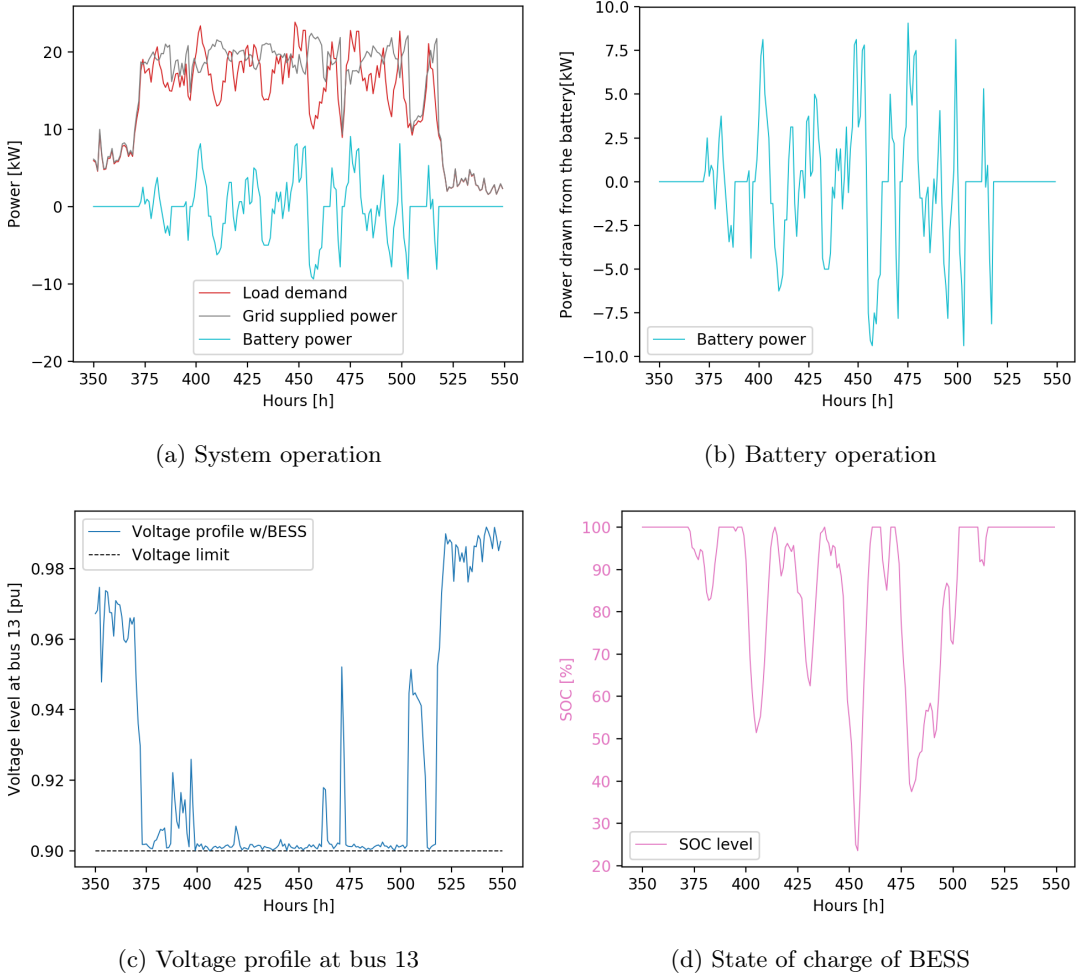 20
10
0
−10
−20
Power [kW]
Load demand
Grid supplied power
Battery power
350 375 400 425 450 475 500 525 550
Hours [h]
(a) System operation
10.0
7.5
5.0
2.5
0.0
−2.5
−5.0
−7.5
−10.0
Power drawn from the battery[kW]
Battery power
350 375 400 425 450 475 500 525 550
Hours [h]
(b) Battery operation
Voltage profile w/BESS
Voltage limit
0.98
0.96
0.94
0.92
0.90
Voltage level at bus 13 [pu]
350 375 400 425 450 475 500 525 550
Hours [h]
(c) Voltage profile at bus 13
100
90
80
70
60
50
40
30
20
SOC [%]
SOC level
350 375 400 425 450 475 500 525 550
Hours [h]
(d) State of charge of BESS